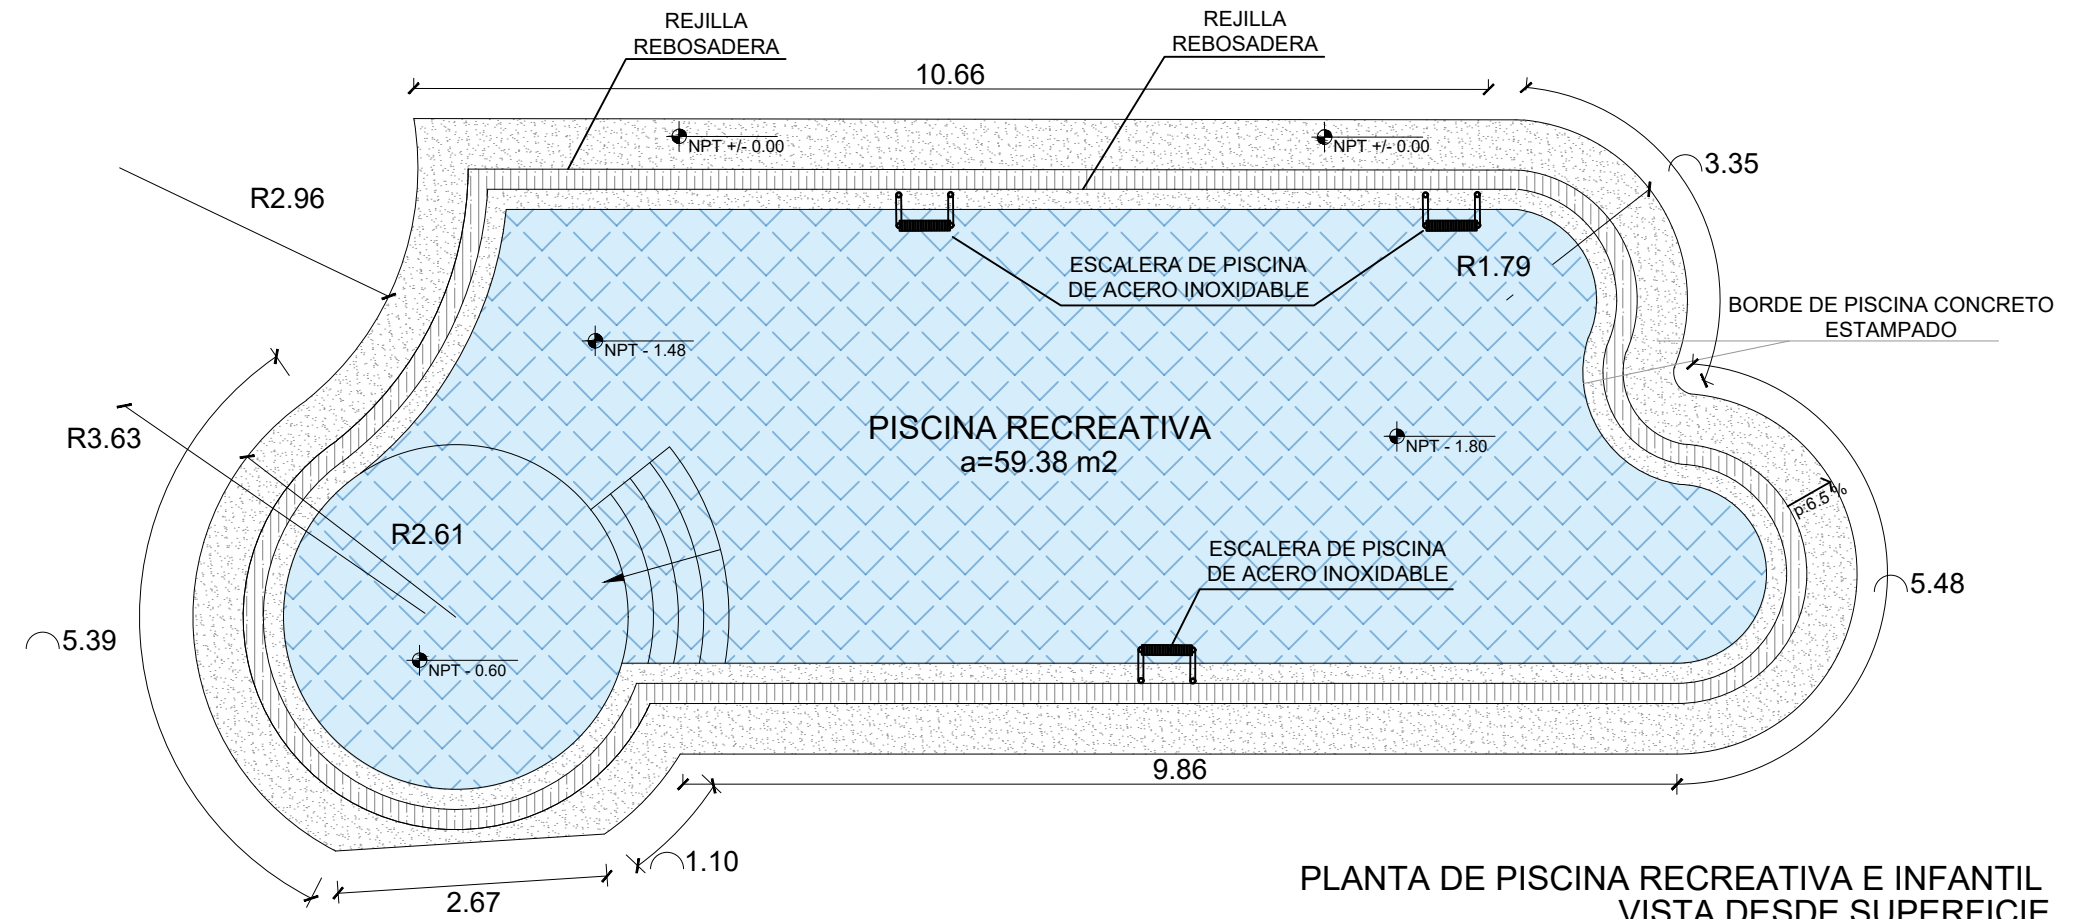 REJILLA
REBOSADERA
REJILLA
REBOSADERA
10.66
NPT +/- 0.00
NPT +/- 0.00
3.35
R2.96
ESCALERA DE PISCINA
DE ACERO INOXIDABLE
R1.79
BORDE DE PISCINA CONCRETO
ESTAMPADO
NPT - 1.48
R3.63
PISCINA RECREATIVA
a=59.38 m2
NPT - 1.80
p:6.5 %
R2.61
ESCALERA DE PISCINA
DE ACERO INOXIDABLE
5.48
5.39
NPT - 0.60
9.86
1.10
2.67
PLANTA DE PISCINA RECREATIVA E INFANTIL
VISTA DESDE SUPERFICIE